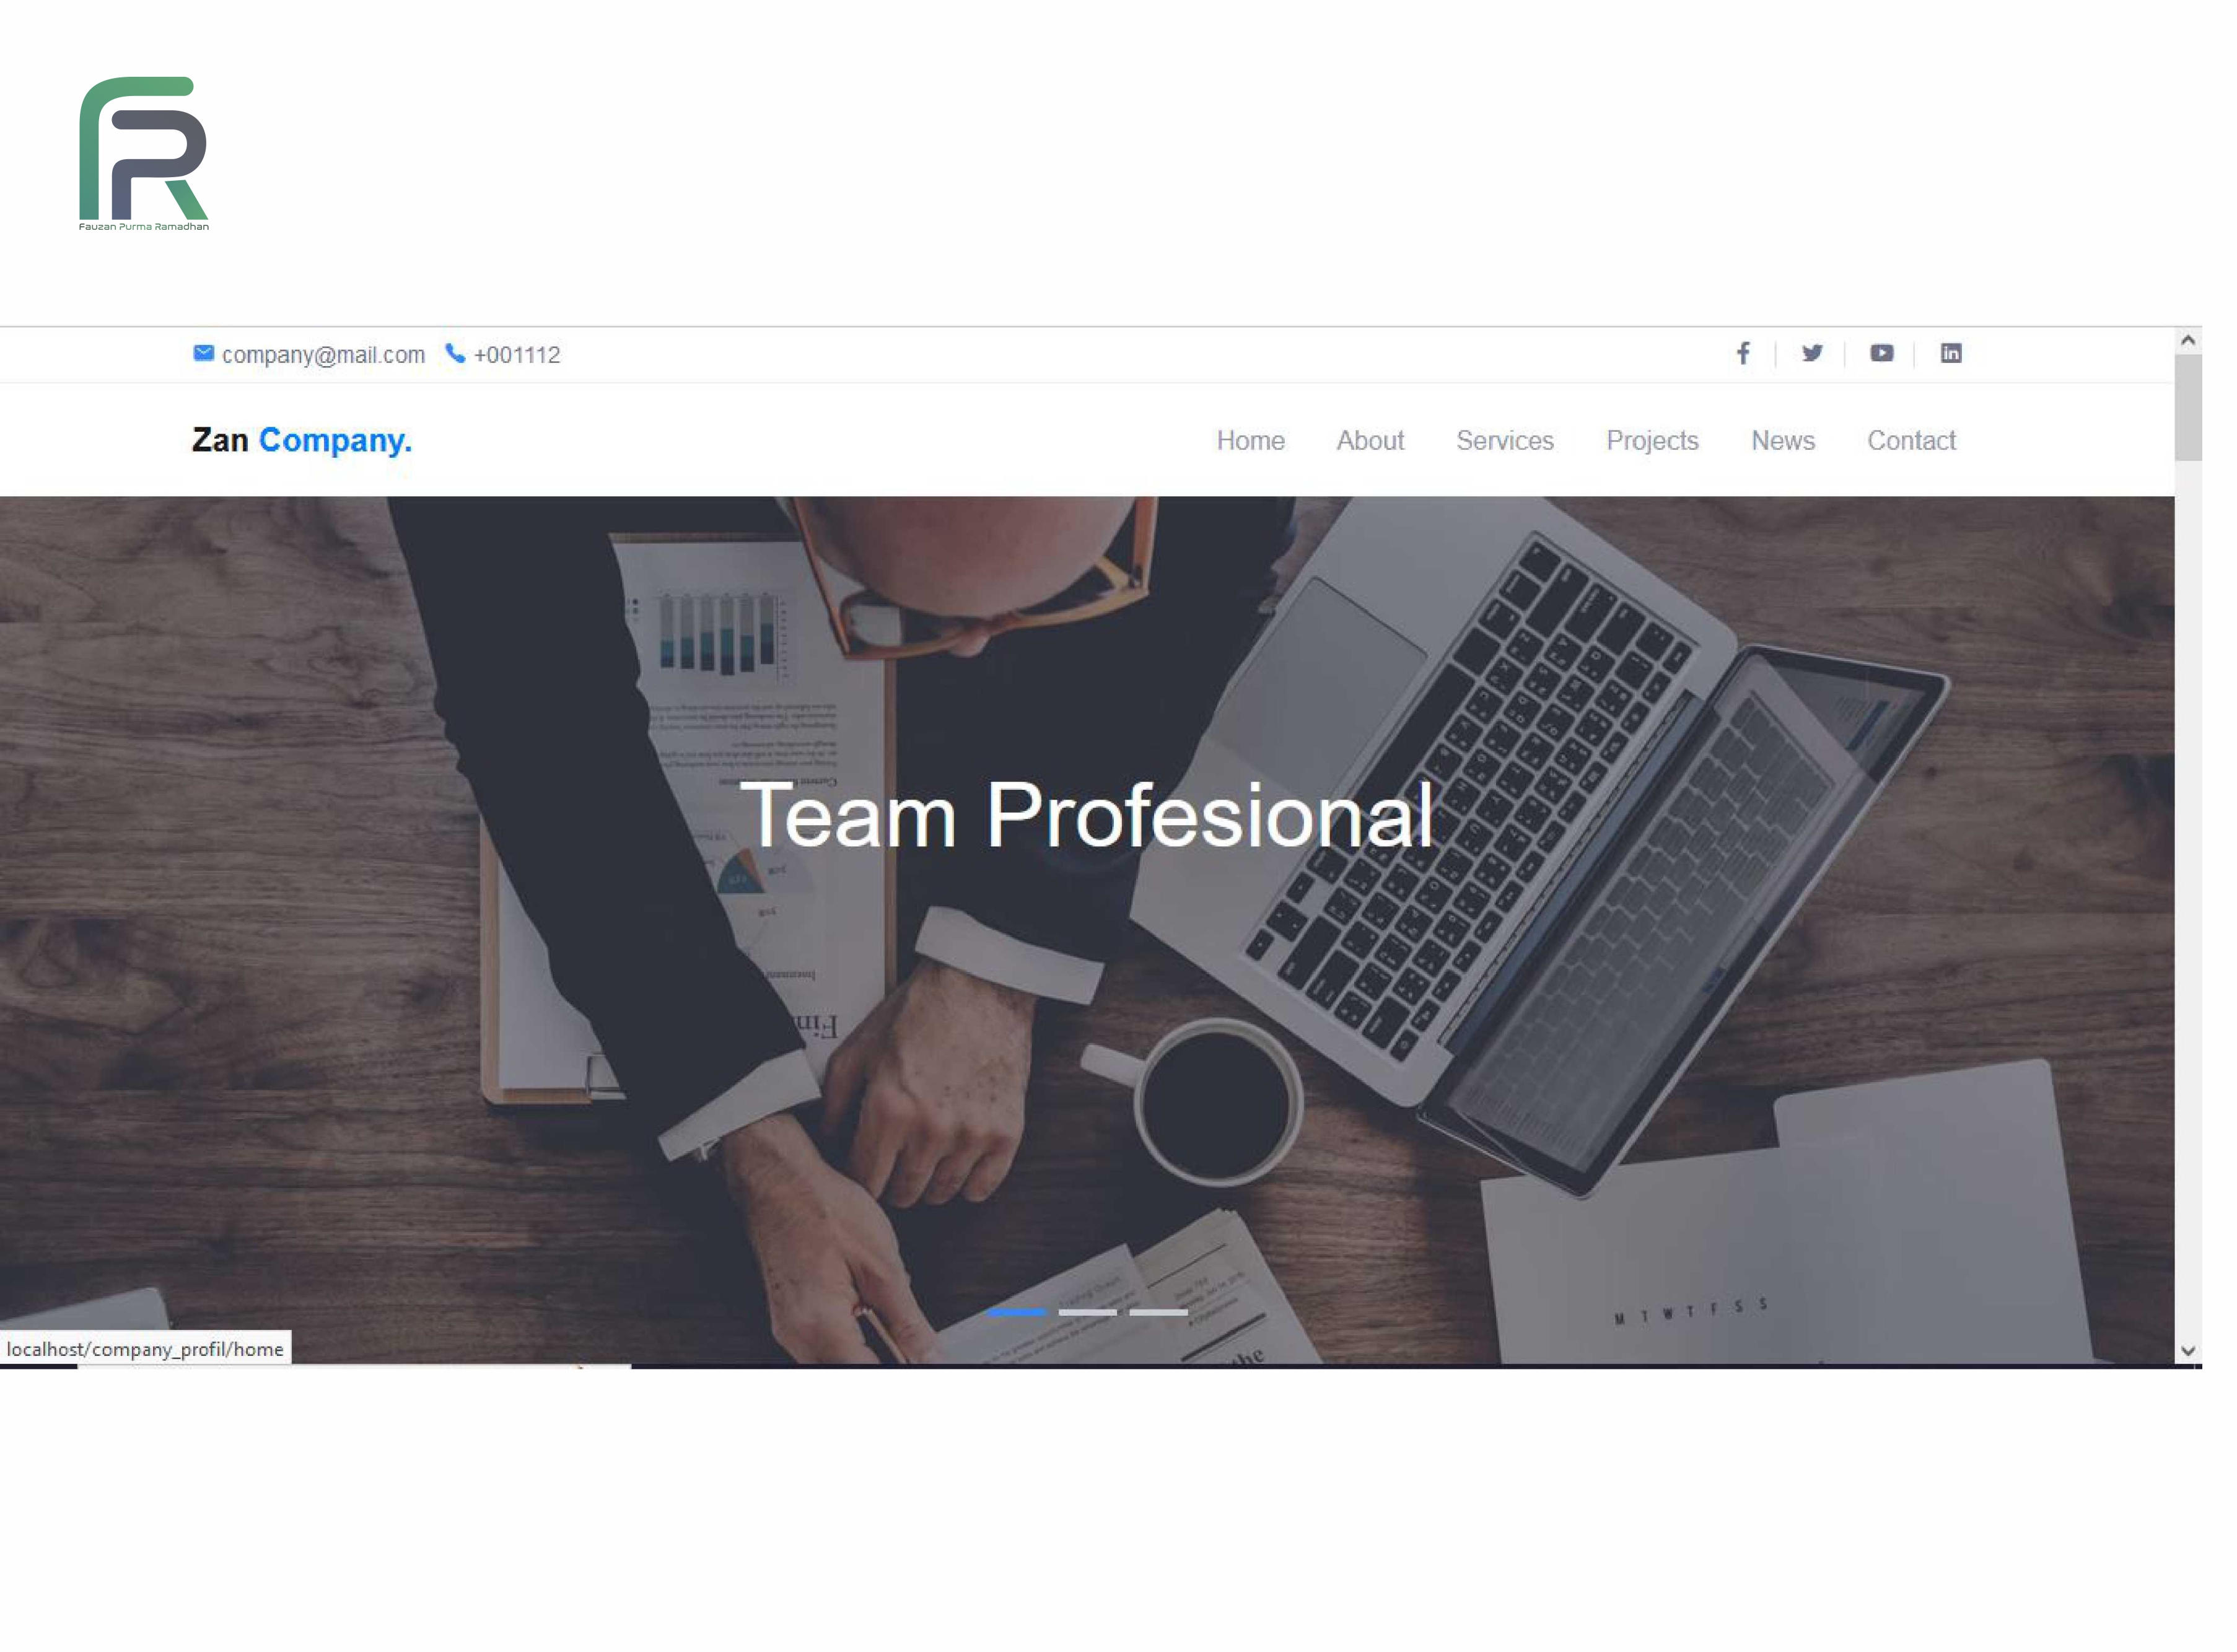 Fauzan Purma Ramadhan
company@mail.com +001112
Zan Company.
Home About Services Projects News Contact
Team Profesional
M T W T F S S
the
localhost/company_profil/home